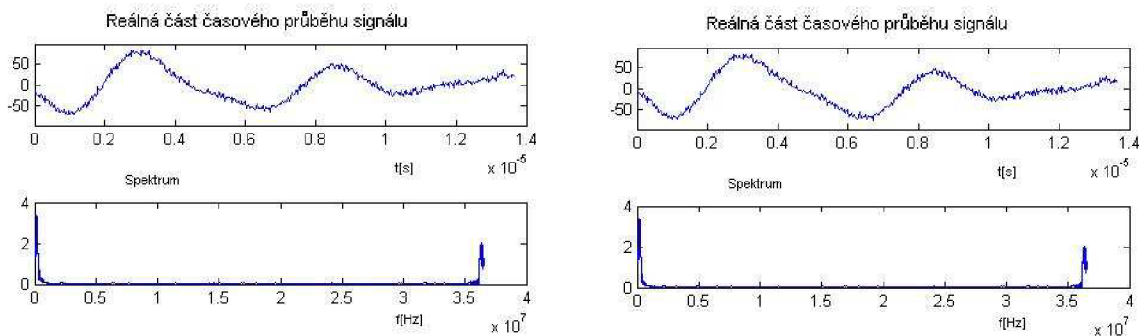 Reálná část časového průběhu signálu
50
0
-50
0 0.2 0.4 0.6 0.8 1 1.2 1.4
t[s] x 10^-5
Spektrum
4
2
0
0 0.5 1 1.5 2 2.5 3 3.5 4
f[Hz] x 10^7
Reálná část časového průběhu signálu
50
0
-50
0 0.2 0.4 0.6 0.8 1 1.2 1.4
t[s] x 10^-5
Spektrum
4
2
0
0 0.5 1 1.5 2 2.5 3 3.5 4
f[Hz] x 10^7